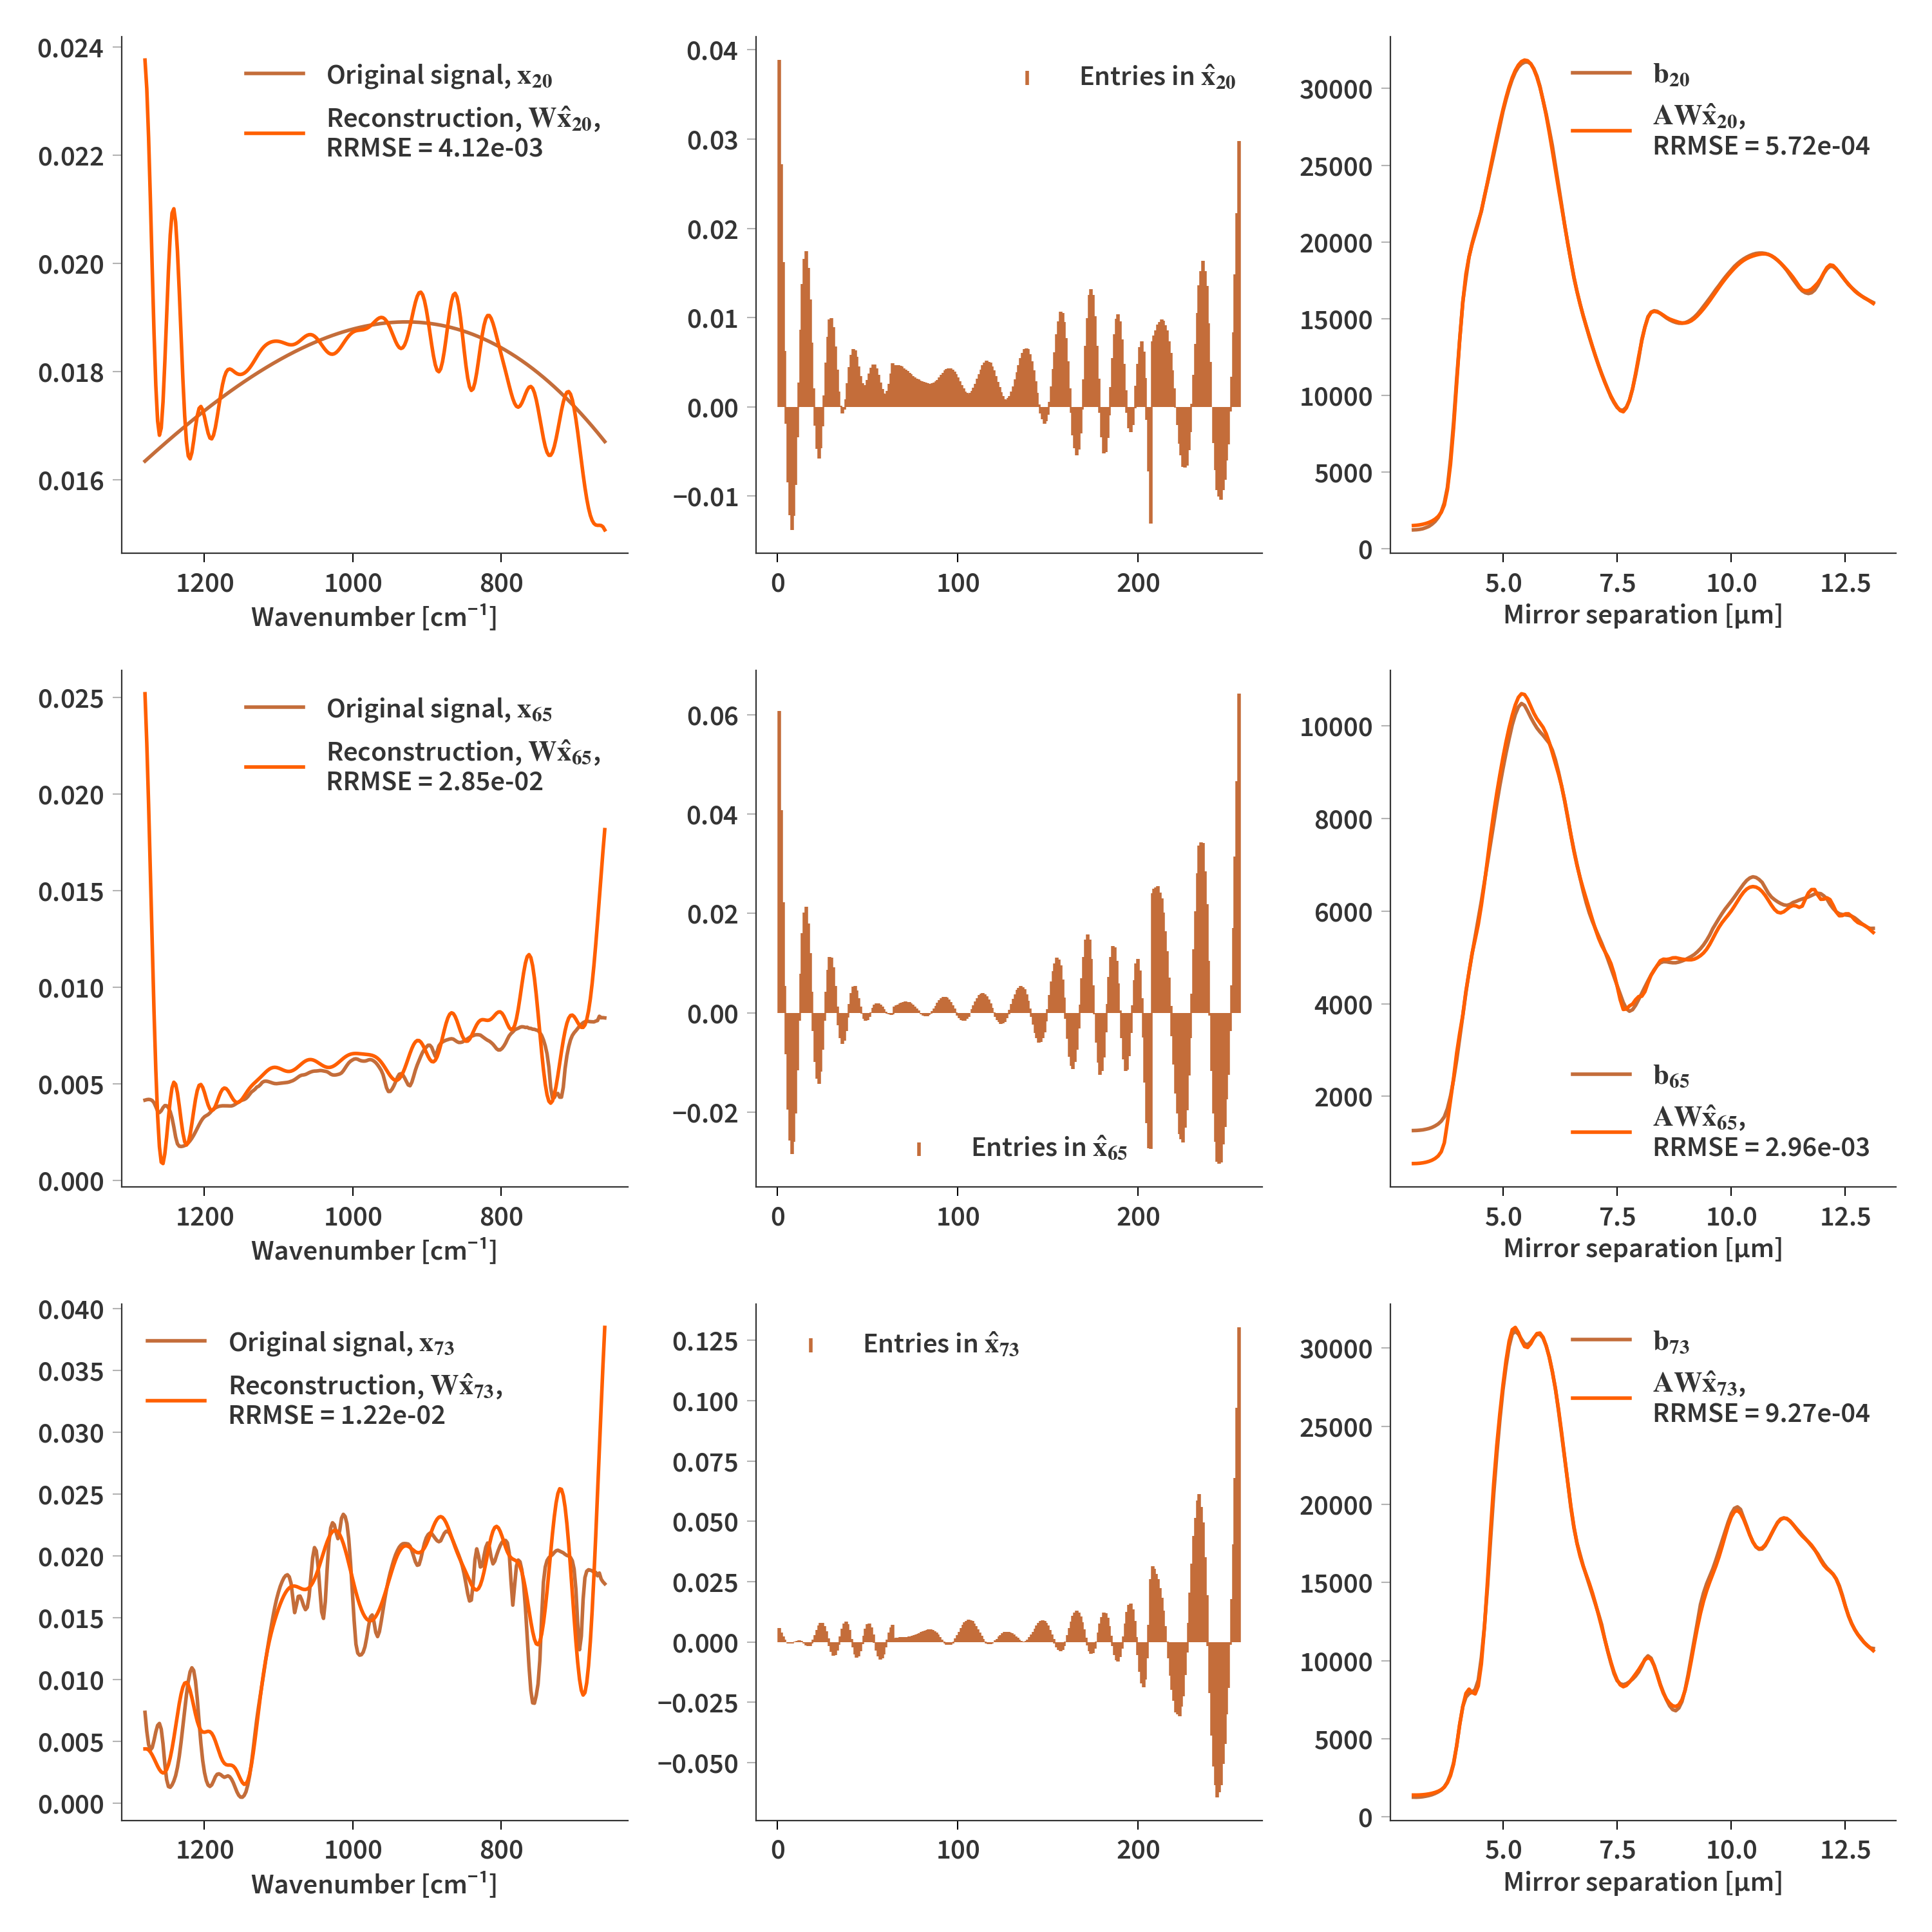 0.024
0.022
0.020
0.018
0.016
Original signal, x₂₀
Reconstruction, Wx̂₂₀,
RRMSE = 4.12e-03
1200 1000 800
Wavenumber [cm⁻¹]
0.04
0.03
0.02
0.01
0.00
−0.01
Entries in x̂₂₀
0 100 200
30000
25000
20000
15000
10000
5000
0
b₂₀
AWx̂₂₀,
RRMSE = 5.72e-04
5.0 7.5 10.0 12.5
Mirror separation [µm]
0.025
0.020
0.015
0.010
0.005
0.000
Original signal, x₆₅
Reconstruction, Wx̂₆₅,
RRMSE = 2.85e-02
1200 1000 800
Wavenumber [cm⁻¹]
0.06
0.04
0.02
0.00
−0.02
Entries in x̂₆₅
0 100 200
10000
8000
6000
4000
2000
b₆₅
AWx̂₆₅,
RRMSE = 2.96e-03
5.0 7.5 10.0 12.5
Mirror separation [µm]
0.040
0.035
0.030
0.025
0.020
0.015
0.010
0.005
0.000
Original signal, x₇₃
Reconstruction, Wx̂₇₃,
RRMSE = 1.22e-02
1200 1000 800
Wavenumber [cm⁻¹]
0.125
0.100
0.075
0.050
0.025
0.000
−0.025
−0.050
Entries in x̂₇₃
0 100 200
30000
25000
20000
15000
10000
5000
0
b₇₃
AWx̂₇₃,
RRMSE = 9.27e-04
5.0 7.5 10.0 12.5
Mirror separation [µm]